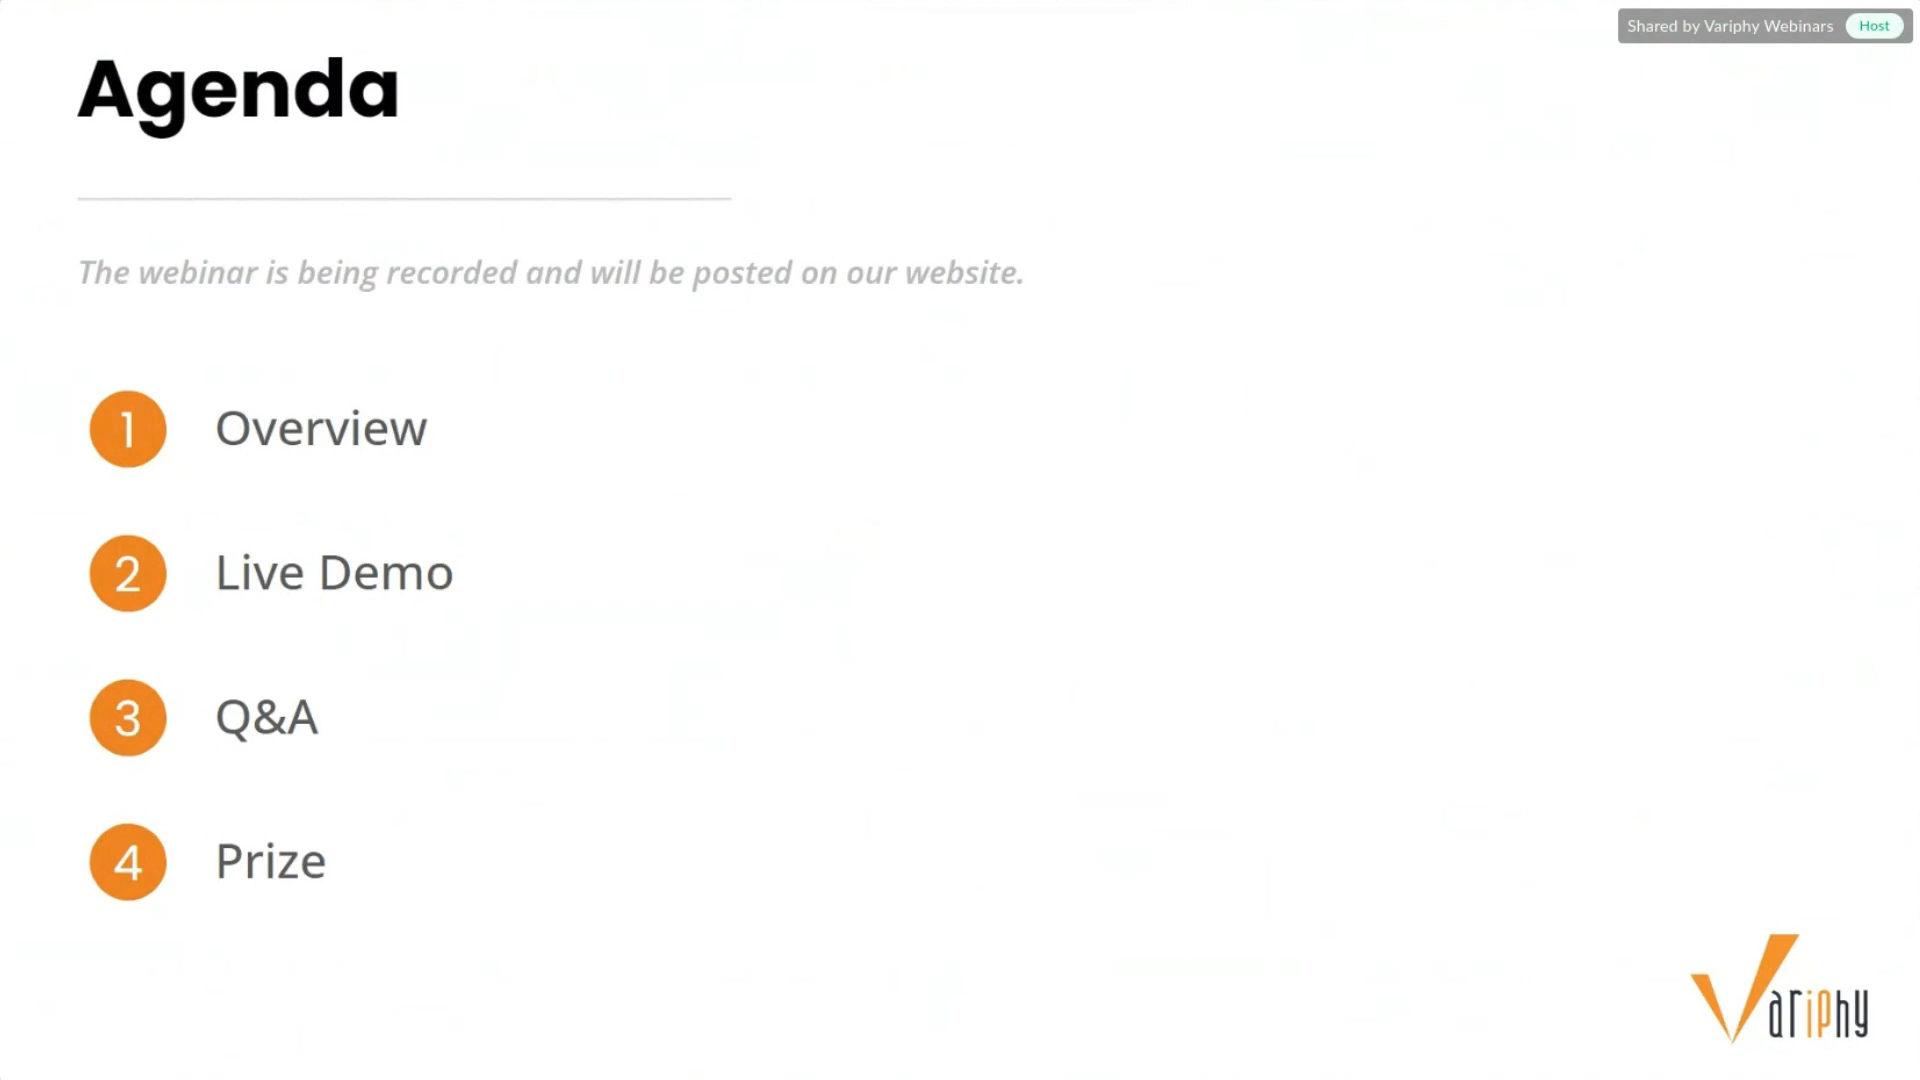 Shared by Variphy Webinars Host
Agenda
The webinar is being recorded and will be posted on our website.
1 Overview
2 Live Demo
3 Q&A
4 Prize
Variphy